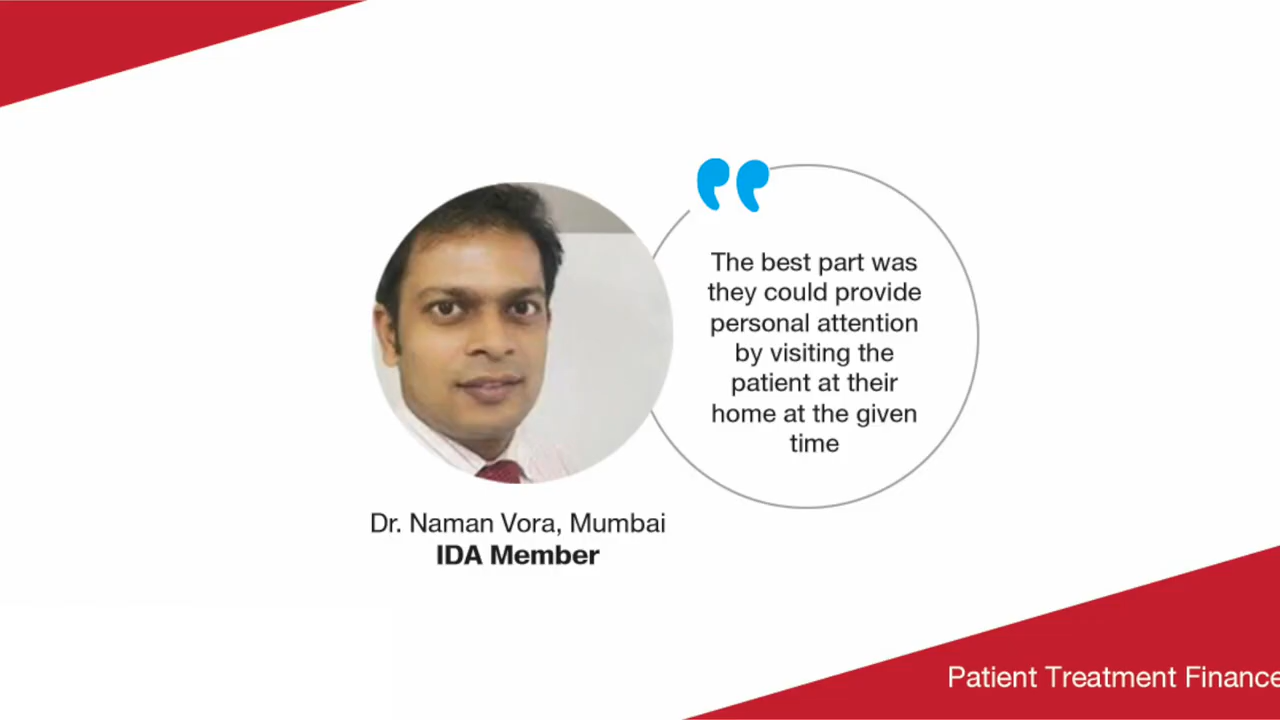 The best part was
they could provide
personal attention
by visiting the
patient at their
home at the given
time
Dr. Naman Vora, Mumbai
IDA Member
Patient Treatment Finance